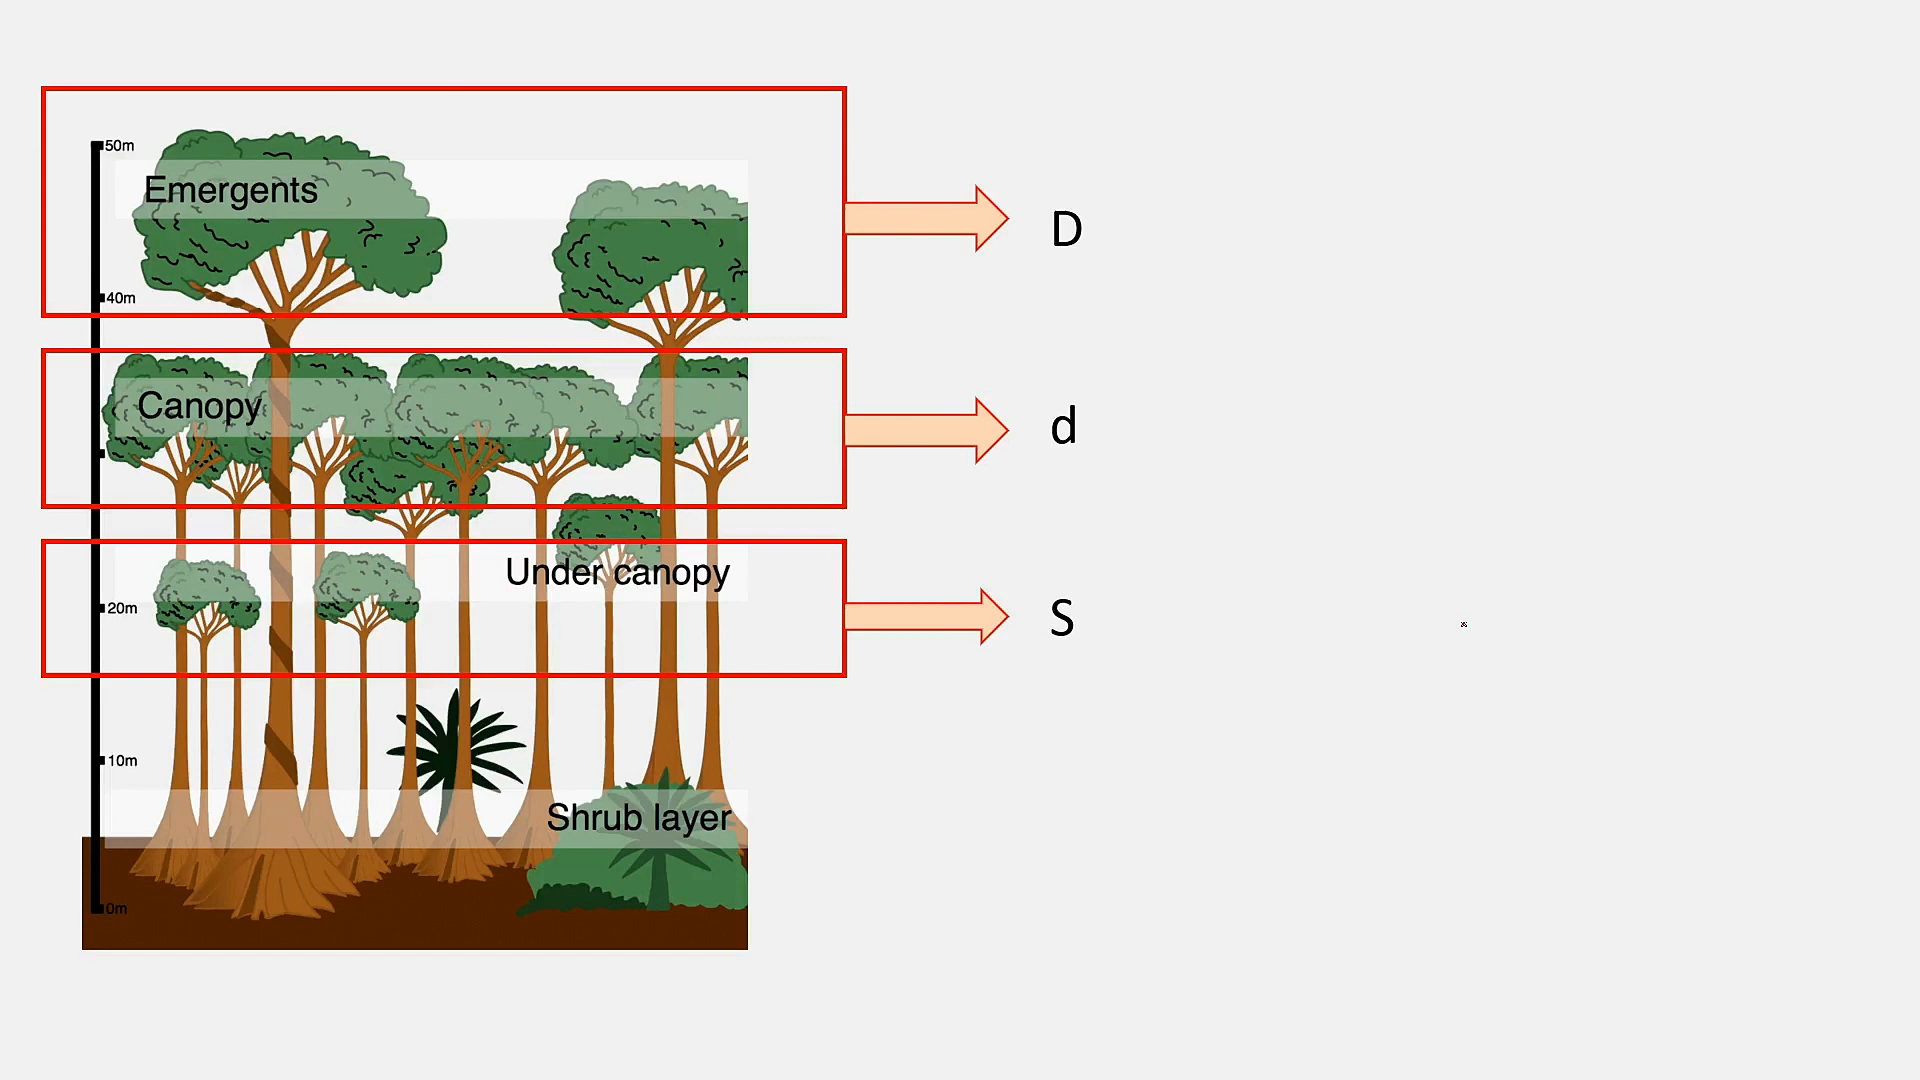 50m
Emergents
D
40m
Canopy
d
Under canopy
20m
S
10m
Shrub layer
0m